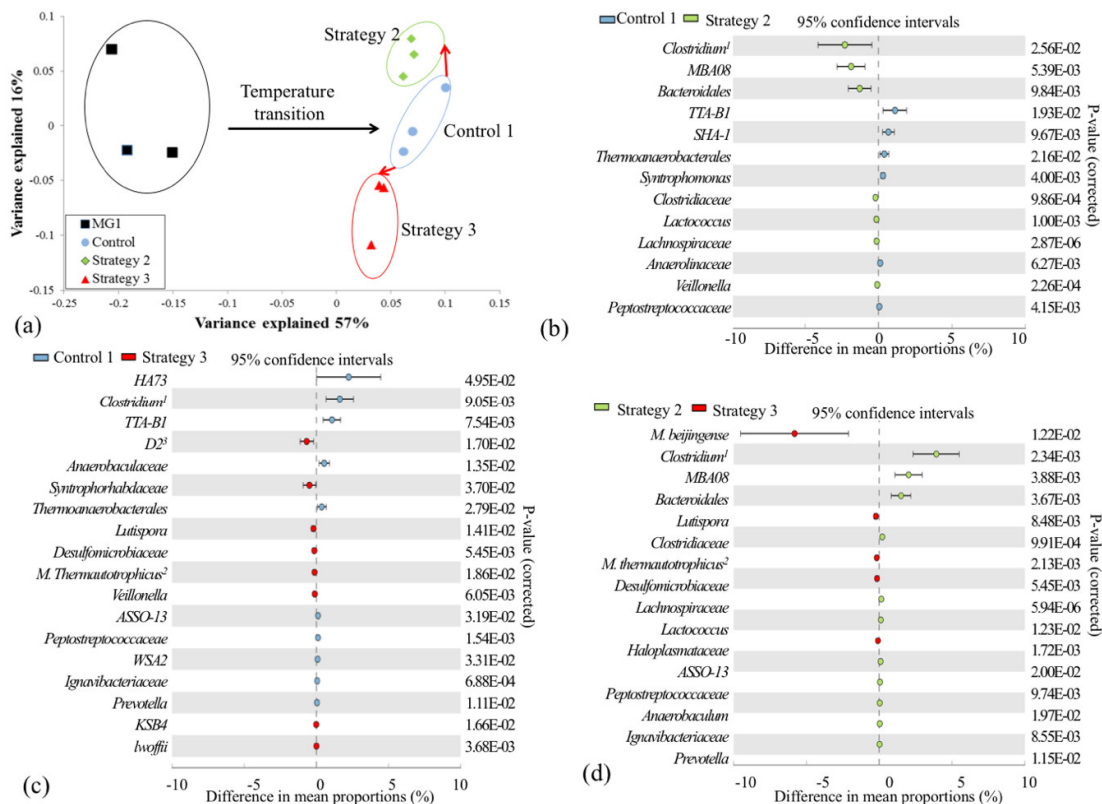 0.1
0.05
0
-0.05
-0.1
-0.15
-0.25
-0.2
-0.15
-0.1
-0.05
0
0.05
0.1
0.15
Variance explained 16%
Variance explained 57%
Strategy 2
Temperature
transition
Control 1
Strategy 3
MG1
Control
Strategy 2
Strategy 3
(a)
Control 1 Strategy 2 95% confidence intervals
Clostridium¹ 2.56E-02
MBA08 5.39E-03
Bacteroidales 9.84E-03
TTA-B1 1.93E-02
SHA-1 9.67E-03
Thermoanaerobacterales 2.16E-02
Syntrophomonas 4.00E-03
Clostridiaceae 9.86E-04
Lactococcus 1.00E-03
Lachnospiraceae 2.87E-06
Anaerolinaceae 6.27E-03
Veillonella 2.26E-04
Peptostreptococcaceae 4.15E-03
P-value (corrected)
-10 -5 0 5 10
Difference in mean proportions (%)
(b)
Control 1 Strategy 3 95% confidence intervals
HA73 4.95E-02
Clostridium¹ 9.05E-03
TTA-B1 7.54E-03
D2³ 1.70E-02
Anaerobaculaceae 1.35E-02
Syntrophorhabdaceae 3.70E-02
Thermoanaerobacterales 2.79E-02
Lutispora 1.41E-02
Desulfomicrobiaceae 5.45E-03
M. Thermautotrophicus² 1.86E-02
Veillonella 6.05E-03
ASSO-13 3.19E-02
Peptostreptococcaceae 1.54E-03
WSA2 3.31E-02
Ignavibacteriaceae 6.88E-04
Prevotella 1.11E-02
KSB4 1.66E-02
lwoffii 3.68E-03
P-value (corrected)
-10 -5 0 5 10
Difference in mean proportions (%)
(c)
Strategy 2 Strategy 3 95% confidence intervals
M. beijingense 1.22E-02
Clostridium¹ 2.34E-03
MBA08 3.88E-03
Bacteroidales 3.67E-03
Lutispora 8.48E-03
Clostridiaceae 9.91E-04
M. thermautotrophicus² 2.13E-03
Desulfomicrobiaceae 5.45E-03
Lachnospiraceae 5.94E-06
Lactococcus 1.23E-02
Haloplasmataceae 1.72E-03
ASSO-13 2.00E-02
Peptostreptococcaceae 9.74E-03
Anaerobaculum 1.97E-02
Ignavibacteriaceae 8.55E-03
Prevotella 1.15E-02
P-value (corrected)
-10 -5 0 5 10
Difference in mean proportions (%)
(d)